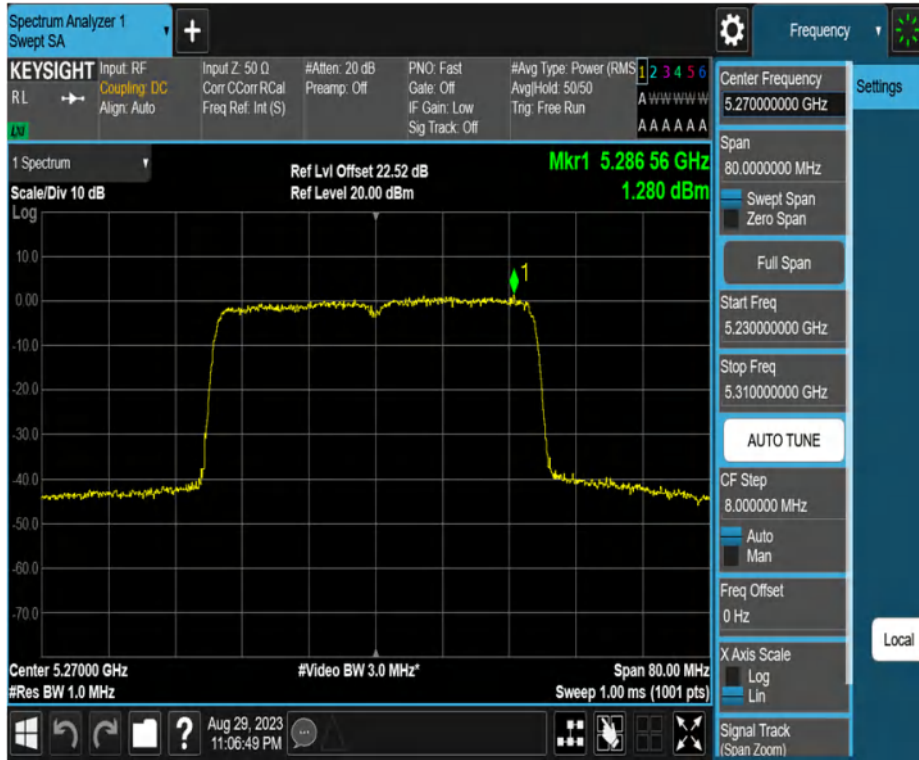 Spectrum Analyzer 1
Swept SA
+
Frequency
KEYSIGHT
RL
LXI
Input: RF
Coupling: DC
Align: Auto
Input Z: 50 Ω
Corr CCorr RCal
Freq Ref: Int (S)
#Atten: 20 dB
Preamp: Off
PNO: Fast
Gate: Off
IF Gain: Low
Sig Track: Off
#Avg Type: Power (RMS
Avg|Hold: 50/50
Trig: Free Run
1 2 3 4 5 6
A W W W W W
A A A A A A
1 Spectrum
Scale/Div 10 dB
Log
Ref Lvl Offset 22.52 dB
Ref Level 20.00 dBm
Mkr1 5.286 56 GHz
1.280 dBm
1
10.0
0.00
-10.0
-20.0
-30.0
-40.0
-50.0
-60.0
-70.0
Center 5.27000 GHz
#Res BW 1.0 MHz
#Video BW 3.0 MHz*
Span 80.00 MHz
Sweep 1.00 ms (1001 pts)
?
Aug 29, 2023
11:06:49 PM
Center Frequency
5.270000000 GHz
Span
80.0000000 MHz
Swept Span
Zero Span
Full Span
Start Freq
5.230000000 GHz
Stop Freq
5.310000000 GHz
AUTO TUNE
CF Step
8.000000 MHz
Auto
Man
Freq Offset
0 Hz
X Axis Scale
Log
Lin
Signal Track
(Span Zoom)
Settings
Local